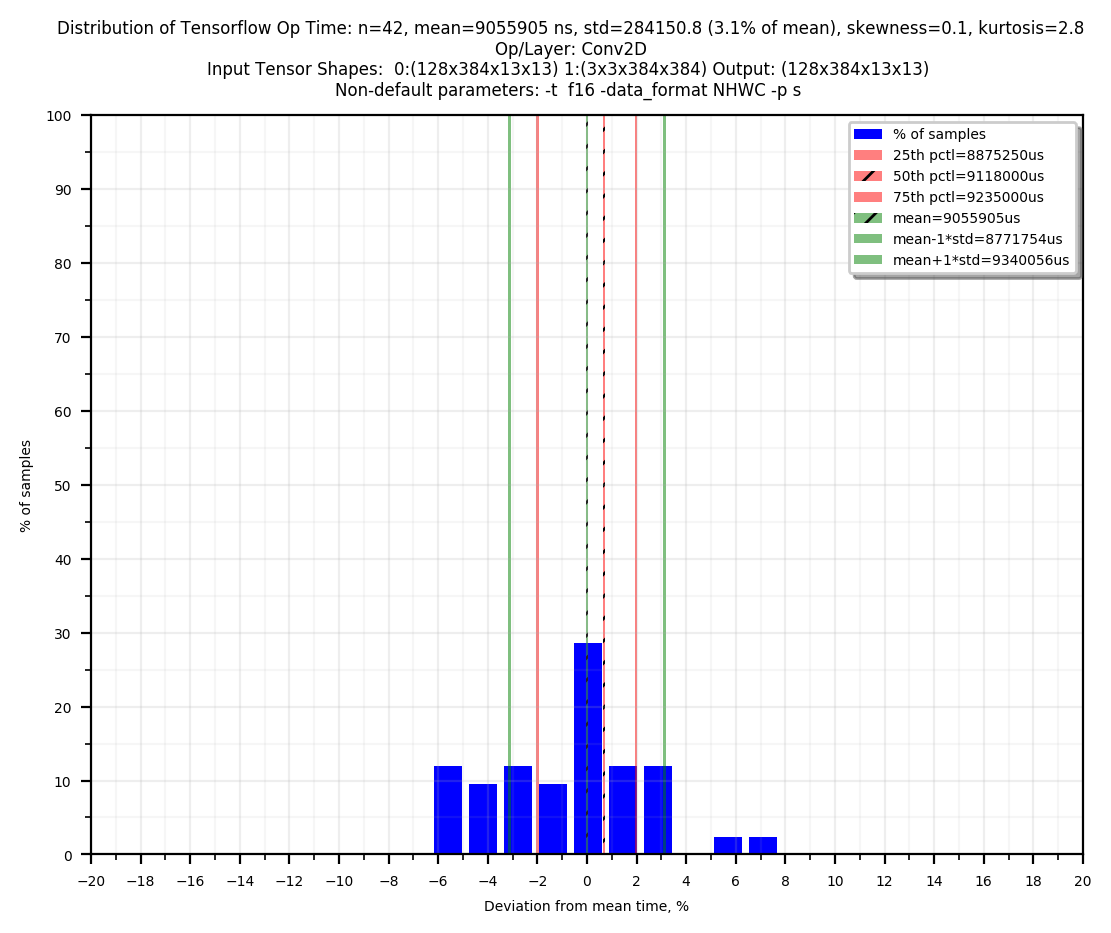 Distribution of Tensorflow Op Time: n=42, mean=9055905 ns, std=284150.8 (3.1% of mean), skewness=0.1, kurtosis=2.8
Op/Layer: Conv2D
Input Tensor Shapes:  0:(128x384x13x13) 1:(3x3x384x384) Output: (128x384x13x13)
Non-default parameters: -t  f16 -data_format NHWC -p s
100
90
80
70
60
50
40
30
20
10
0
% of samples
% of samples
25th pctl=8875250us
50th pctl=9118000us
75th pctl=9235000us
mean=9055905us
mean-1*std=8771754us
mean+1*std=9340056us
−20 −18 −16 −14 −12 −10 −8 −6 −4 −2 0 2 4 6 8 10 12 14 16 18 20
Deviation from mean time, %